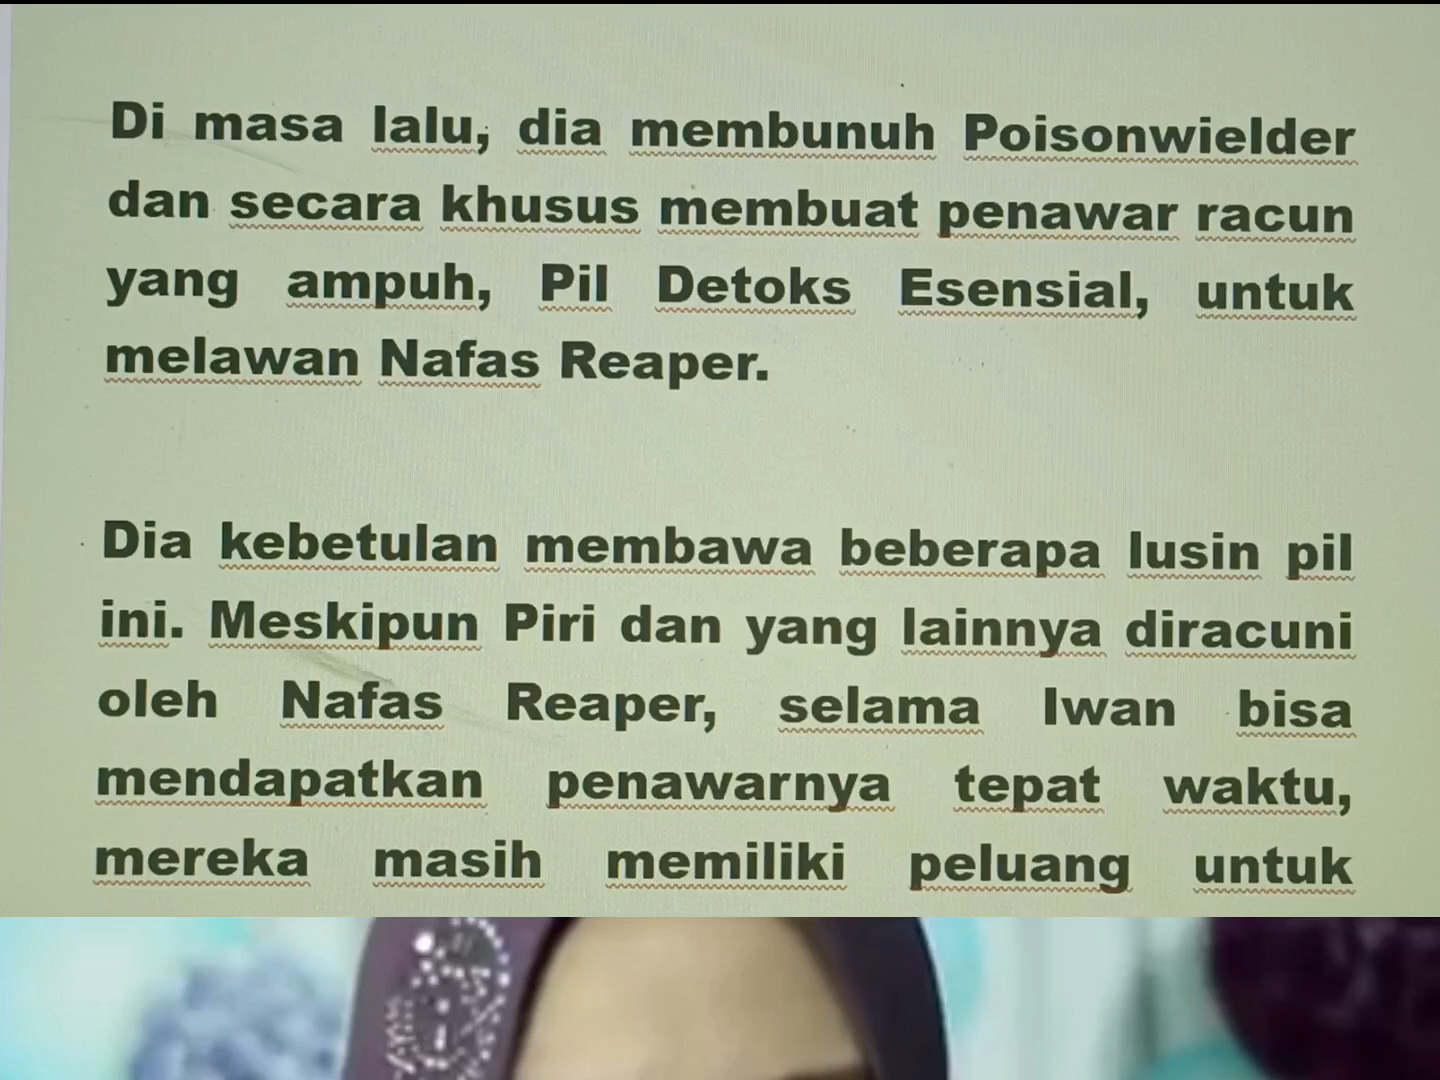 Di masa lalu, dia membunuh Poisonwielder
dan secara khusus membuat penawar racun
yang ampuh, Pil Detoks Esensial, untuk
melawan Nafas Reaper.
Dia kebetulan membawa beberapa lusin pil
ini. Meskipun Piri dan yang lainnya diracuni
oleh Nafas Reaper, selama Iwan bisa
mendapatkan penawarnya tepat waktu,
mereka masih memiliki peluang untuk